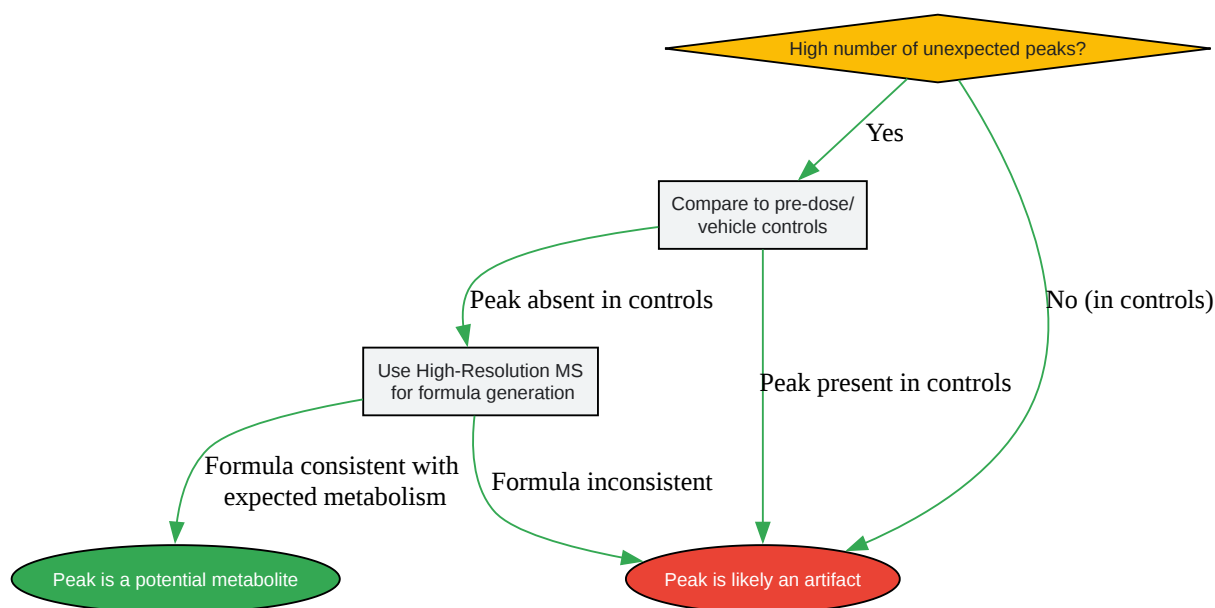 High number of unexpected peaks?
Yes
Compare to pre-dose/
vehicle controls
Peak absent in controls
No (in controls)
Use High-Resolution MS
for formula generation
Peak present in controls
Formula consistent with
expected metabolism
Formula inconsistent
Peak is a potential metabolite
Peak is likely an artifact